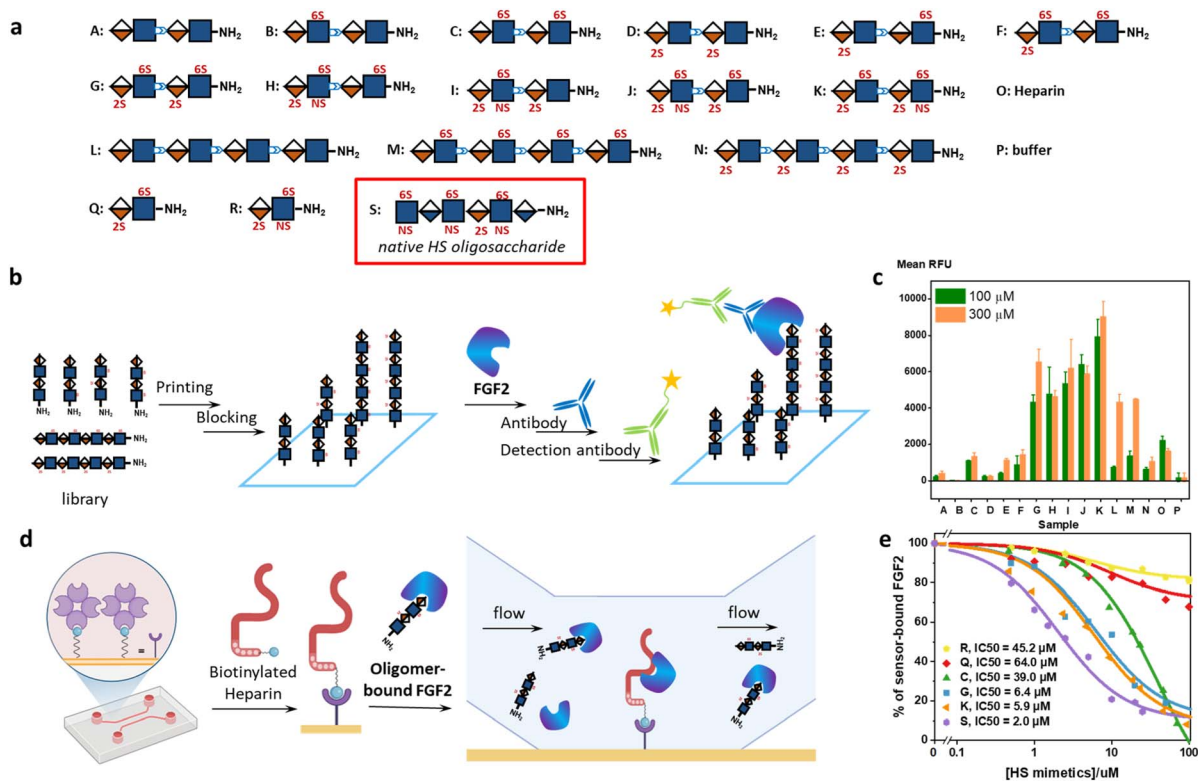 a
A: NH2
B: 6S NH2
C: 6S 6S NH2
D: 2S 2S NH2
E: 6S 2S NH2
F: 6S 6S 2S NH2
G: 6S 6S 2S 2S NH2
H: 6S 6S 2S NS NH2
I: 6S 2S NS 2S NH2
J: 6S 6S 2S NS 2S NH2
K: 6S 6S 2S 2S NS NH2
O: Heparin
L: NH2
M: 6S 6S 6S 6S NH2
N: 2S 2S 2S 2S NH2
P: buffer
Q: 6S 2S NH2
R: 6S 2S NS NH2
S: 6S 6S 6S NS NS 2S NS NH2
native HS oligosaccharide
b
NH2 NH2 NH2 NH2
NH2
NH2
library
Printing
Blocking
FGF2
Antibody
Detection antibody
c
Mean RFU
100 µM
300 µM
10000
8000
6000
4000
2000
0
A B C D E F G H I J K L M N O P
Sample
d
=
Biotinylated
Heparin
Oligomer-
bound FGF2
NH2
flow
NH2
NH2
flow
NH2
NH2
e
% of sensor-bound FGF2
100
80
60
40
20
0
R, IC50 = 45.2 µM
Q, IC50 = 64.0 µM
C, IC50 = 39.0 µM
G, IC50 = 6.4 µM
K, IC50 = 5.9 µM
S, IC50 = 2.0 µM
0 0.1 1 10 100
[HS mimetics]/uM